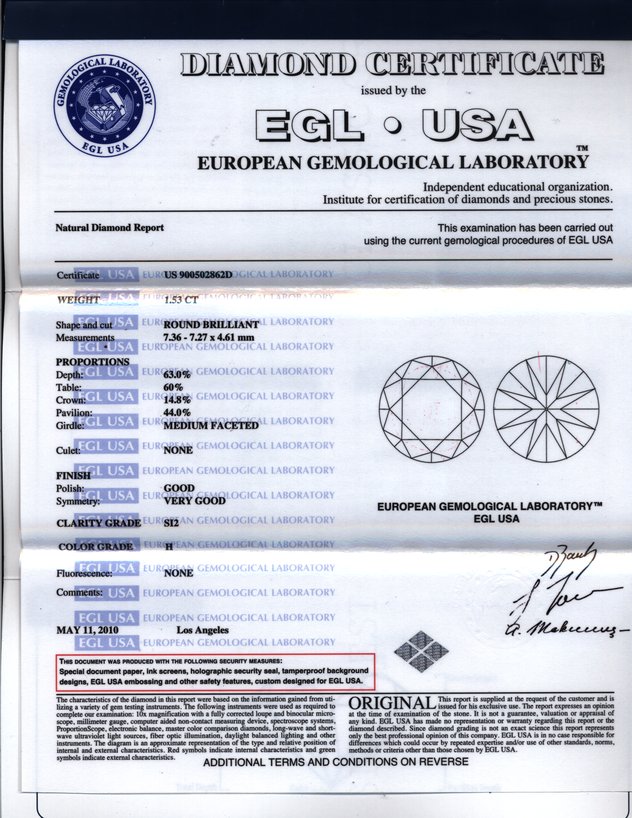 GEMOLOGICAL LABORATORY
EGL USA
DIAMOND CERTIFICATE
issued by the
EGL • USA
EUROPEAN GEMOLOGICAL LABORATORY™
Independent educational organization.
Institute for certification of diamonds and precious stones.
Natural Diamond Report
This examination has been carried out
using the current gemological procedures of EGL USA
Certificate US 900502862D
WEIGHT 1.53 CT
Shape and cut ROUND BRILLIANT
Measurements 7.36 - 7.27 x 4.61 mm
PROPORTIONS
Depth: 63.0%
Table: 60%
Crown: 14.8%
Pavilion: 44.0%
Girdle: MEDIUM FACETED
Culet: NONE
FINISH
Polish: GOOD
Symmetry: VERY GOOD
CLARITY GRADE SI2
COLOR GRADE H
Fluorescence: NONE
Comments:
MAY 11, 2010 Los Angeles
EUROPEAN GEMOLOGICAL LABORATORY™
EGL USA
THIS DOCUMENT WAS PRODUCED WITH THE FOLLOWING SECURITY MEASURES:
Special document paper, ink screens, holographic security seal, tamperproof background
designs, EGL USA embossing and other safety features, custom designed for EGL USA.
The characteristics of the diamond in this report were based on the information gained from uti-
lizing a variety of gem testing instruments. The following instruments were used as required to
complete our examination: 10x magnification with a fully corrected loupe and binocular micro-
scope, millimeter gauge, computer aided non-contact measuring device, spectroscope systems,
ProportionScope, electronic balance, master color comparison diamonds, long-wave and short-
wave ultraviolet light sources, fiber optic illumination, daylight balanced lighting and other
instruments. The diagram is an approximate representation of the type and relative position of
internal and external characteristics. Red symbols indicate internal characteristics and green
symbols indicate external characteristics.
ORIGINAL This report is supplied at the request of the customer and is
issued for his exclusive use. The report expresses an opinion
at the time of examination of the stone. It is not a guarantee, valuation or appraisal of
any kind. EGL USA has made no representation or warranty regarding this report or the
diamond described. Since diamond grading is not an exact science this report represents
only the best professional opinion of this company. EGL USA is in no case responsible for
differences which could occur by repeated expertise and/or use of other standards, norms,
methods or criteria other than those chosen by EGL USA.
ADDITIONAL TERMS AND CONDITIONS ON REVERSE